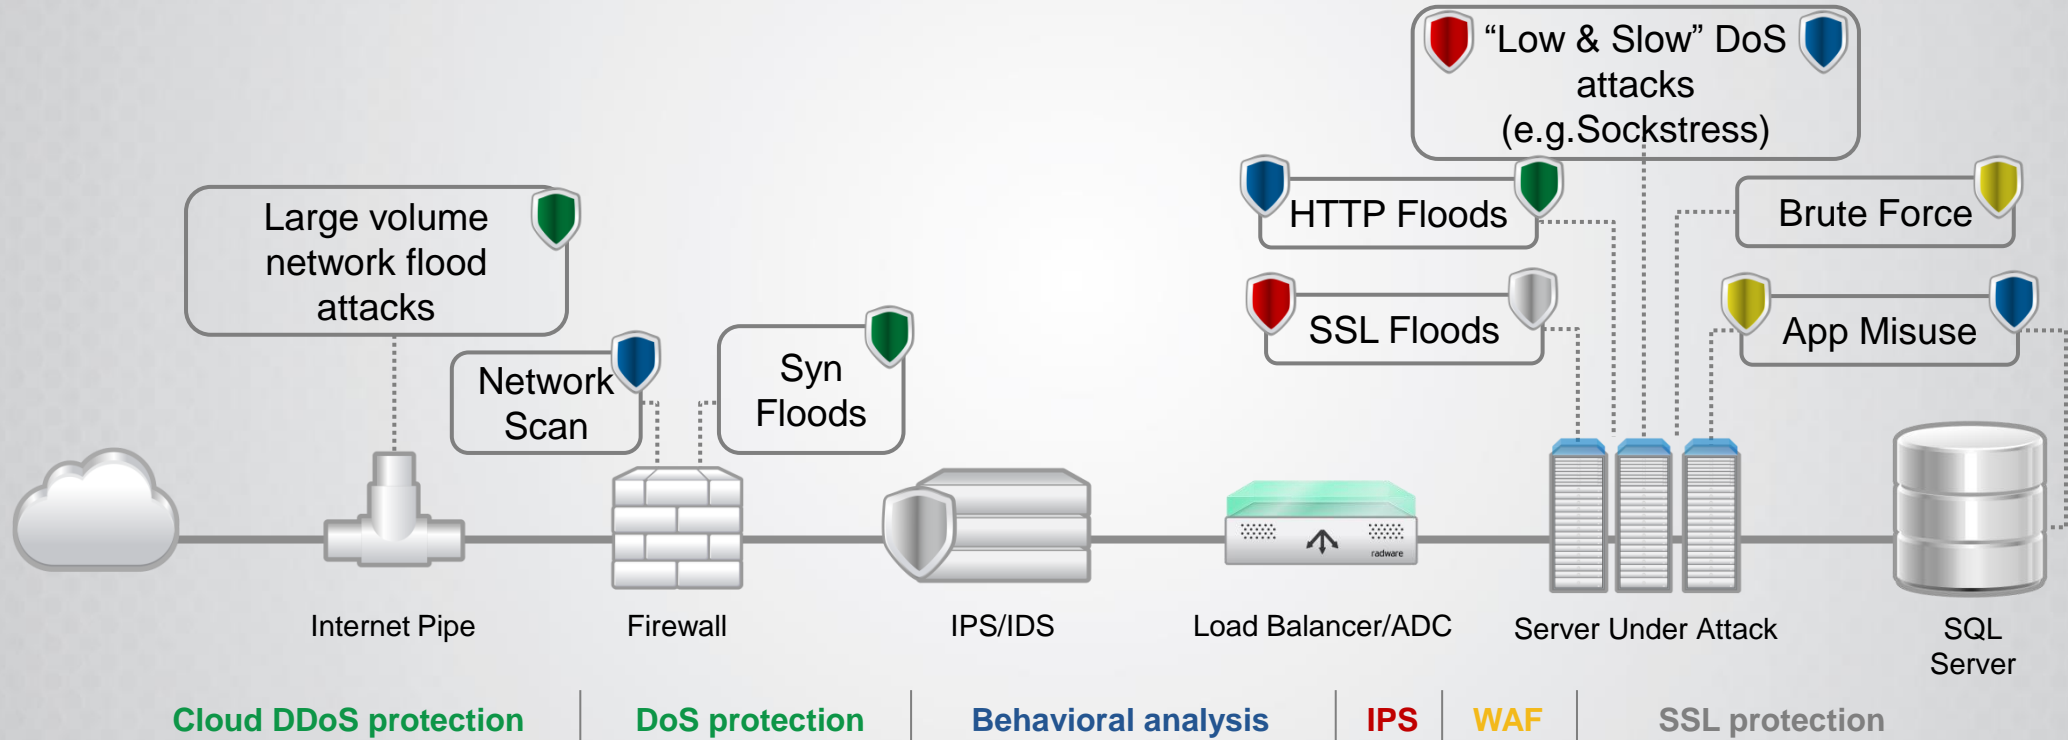 “Low & Slow” DoS
attacks
(e.g.Sockstress)
HTTP Floods
Brute Force
Large volume
network flood
attacks
SSL Floods
App Misuse
Network
Scan
Syn
Floods
radware
Internet Pipe
Firewall
IPS/IDS
Load Balancer/ADC
Server Under Attack
SQL
Server
Cloud DDoS protection
DoS protection
Behavioral analysis
IPS
WAF
SSL protection